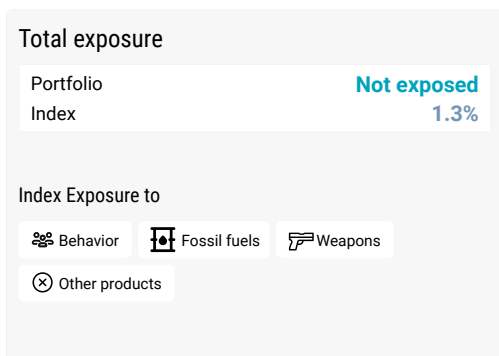 Total exposure
Portfolio Not exposed
Index 1.3%
Index Exposure to
Behavior Fossil fuels Weapons
Other products